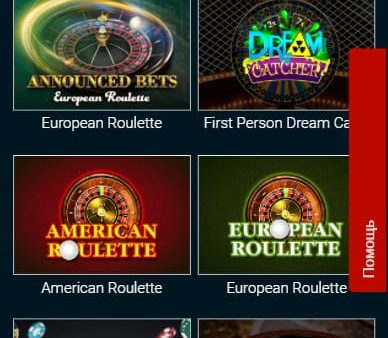 ANNOUNCED BETS
European Roulette
DREAM
CATCHER
European Roulette
First Person Dream Ca
AMERICAN
ROULETTE
EUROPEAN
ROULETTE
American Roulette
European Roulette
Помощь